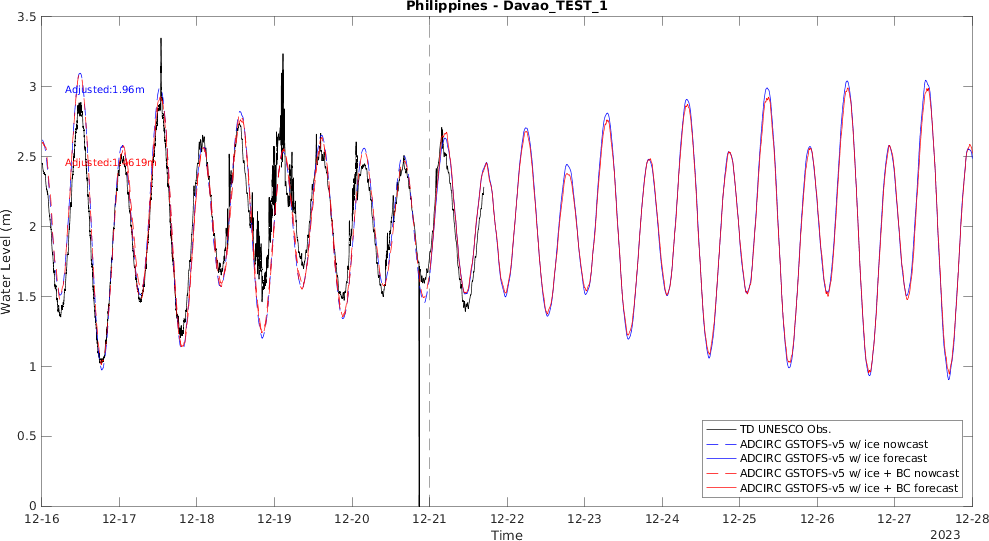 Philippines - Davao_TEST_1
3.5
3
2.5
2
1.5
1
0.5
0
Water Level (m)
Adjusted:1.96m
TD UNESCO Obs.
ADCIRC GSTOFS-v5 w/ ice nowcast
ADCIRC GSTOFS-v5 w/ ice forecast
ADCIRC GSTOFS-v5 w/ ice + BC nowcast
ADCIRC GSTOFS-v5 w/ ice + BC forecast
12-16 12-17 12-18 12-19 12-20 12-21 12-22 12-23 12-24 12-25 12-26 12-27 12-28
Time
2023